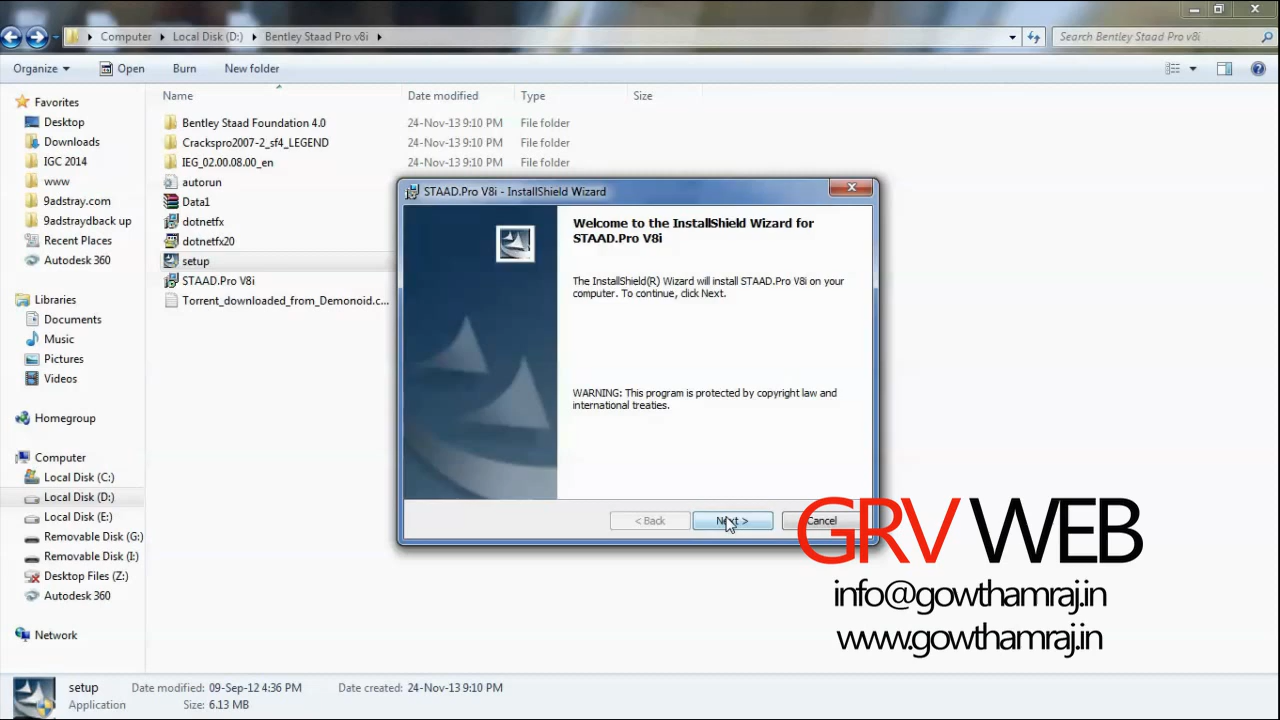 Computer
Local Disk (D:)
Bentley Staad Pro v8i
Search Bentley Staad Pro v8i
Organize
Open
Burn
New folder
Name
Date modified
Type
Size
Favorites
Desktop
Downloads
IGC 2014
www
9adstray.com
9adstraydback up
Recent Places
Autodesk 360
Libraries
Documents
Music
Pictures
Videos
Homegroup
Computer
Local Disk (C:)
Local Disk (D:)
Local Disk (E:)
Removable Disk (G:)
Removable Disk (I:)
Desktop Files (Z:)
Autodesk 360
Network
Bentley Staad Foundation 4.0 24-Nov-13 9:10 PM File folder
Crackspro2007-2_sf4_LEGEND 24-Nov-13 9:10 PM File folder
IEG_02.00.08.00_en 24-Nov-13 9:10 PM File folder
autorun
Data1
dotnetfx
dotnetfx20
setup
STAAD.Pro V8i
Torrent_downloaded_from_Demonoid.c...
STAAD.Pro V8i - InstallShield Wizard
Welcome to the InstallShield Wizard for
STAAD.Pro V8i
The InstallShield(R) Wizard will install STAAD.Pro V8i on your
computer. To continue, click Next.
WARNING: This program is protected by copyright law and
international treaties.
< Back
Next >
Cancel
GRV WEB
info@gowthamraj.in
www.gowthamraj.in
setup Date modified: 09-Sep-12 4:36 PM Date created: 24-Nov-13 9:10 PM
Application Size: 6.13 MB